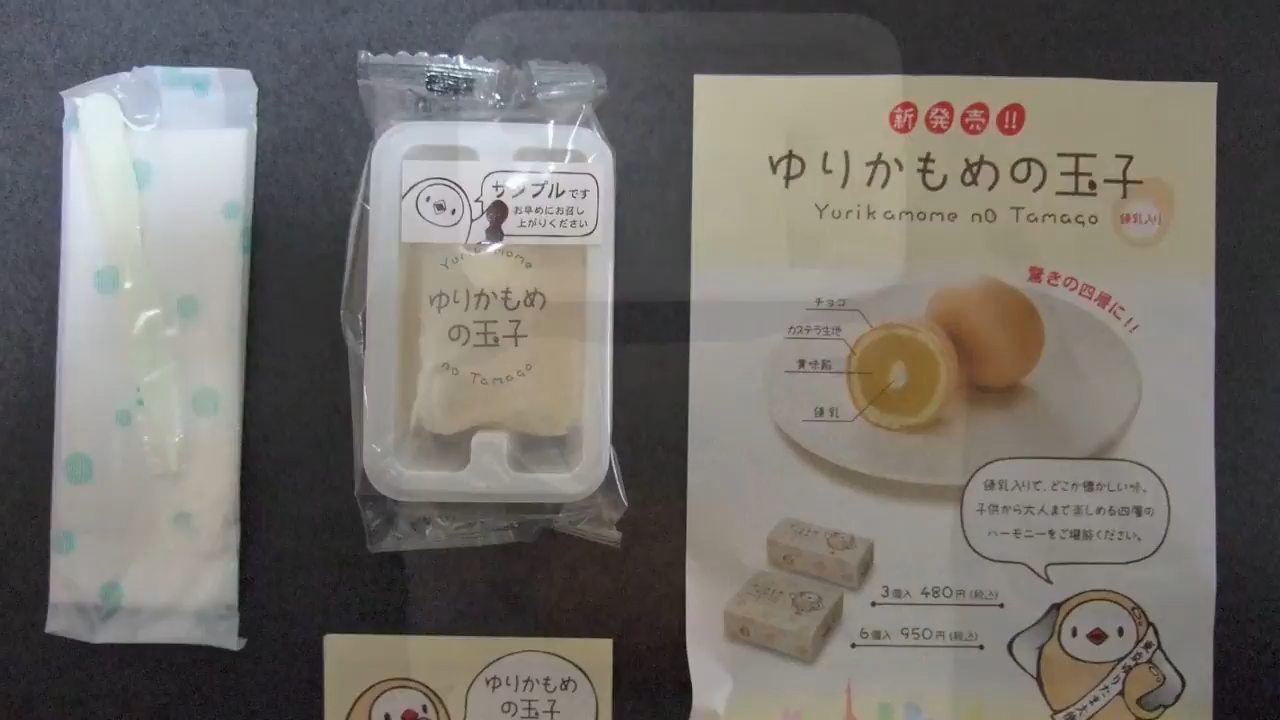 サンプルです
お早めにお召し
上がりください
Yurikamome
ゆりかもめ
の玉子
no Tamago
新発売!!
ゆりかもめの玉子
Yurikamome no Tamago
練乳入り
驚きの四層に!!
チョコ
カステラ生地
黄味餡
練乳
練乳入りで、どこか懐かしい味。
子供から大人まで楽しめる四層の
ハーモニーをご堪能ください。
3個入 480円(税込)
6個入 950円(税込)
ゆりかもめ
の玉子